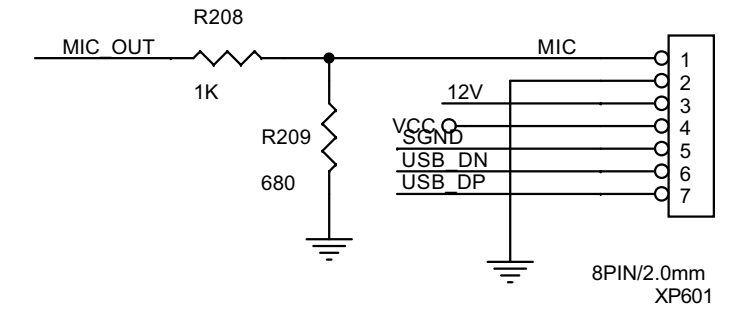 R208
MIC_OUT
MIC
1K
R209
680
12V
VCC
SGND
USB_DN
USB_DP
1
2
3
4
5
6
7
8PIN/2.0mm
XP601